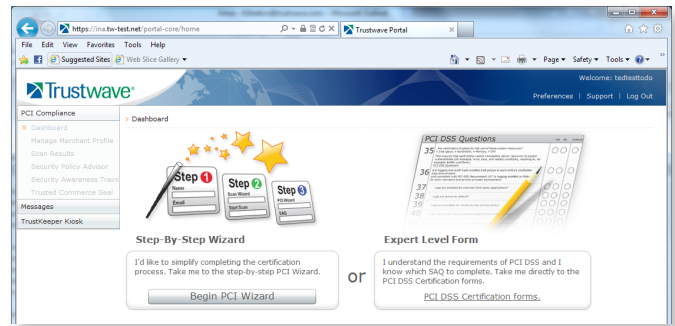 https://ina.tw-test.net/portal-core/home
Trustwave Portal
File Edit View Favorites Tools Help
Suggested Sites Web Slice Gallery
Page Safety Tools
Trustwave®
Welcome: tedtesttodo
Preferences | Support | Log Out
PCI Compliance
Dashboard
Manage Merchant Profile
Scan Results
Security Policy Advisor
Security Awareness Train
Trusted Commerce Seal
Messages
TrustKeeper Kiosk
> Dashboard
Step 1
Name
Email
Step 2
Scan Wizard
Start Scan
Step 3
PCI Wizard
SAQ
PCI DSS Questions
35
36
37
38
39
40
Step-By-Step Wizard
I'd like to simplify completing the certification
process. Take me to the step-by-step PCI Wizard.
Begin PCI Wizard
or
Expert Level Form
I understand the requirements of PCI DSS and I
know which SAQ to complete. Take me directly to the
PCI DSS Certification forms.
PCI DSS Certification forms.